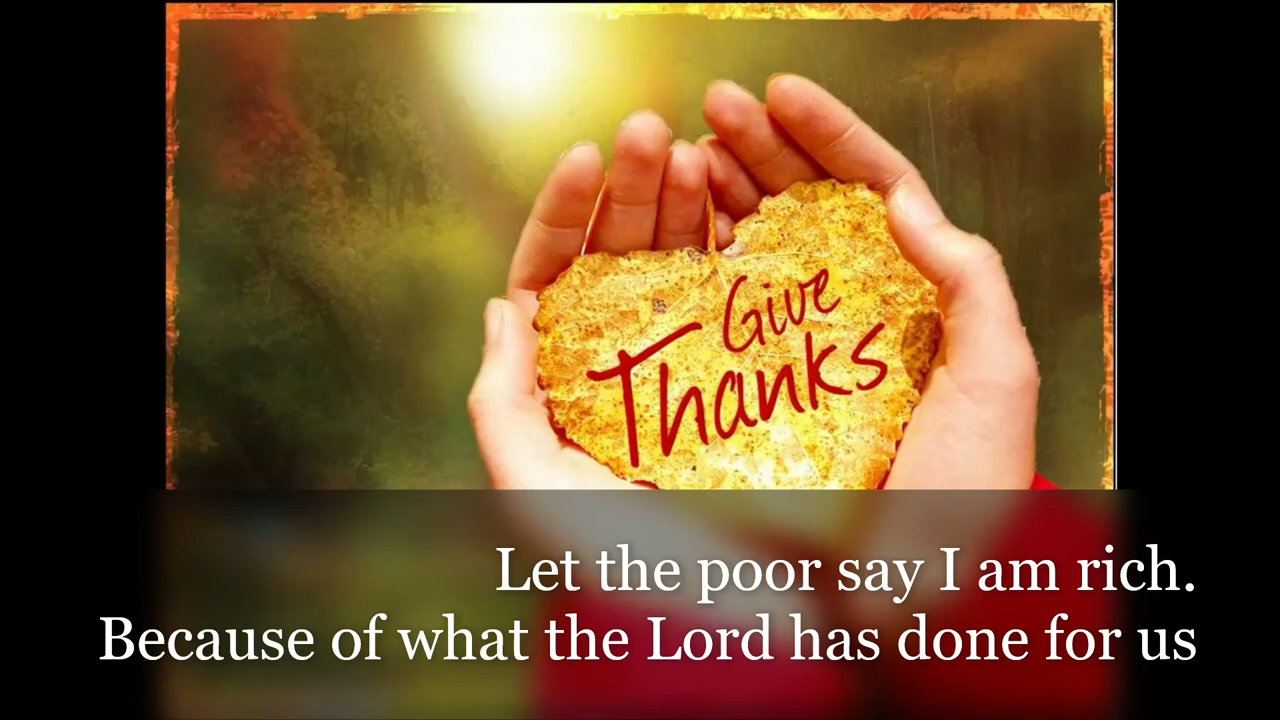 Give
Thanks
Let the poor say I am rich.
Because of what the Lord has done for us